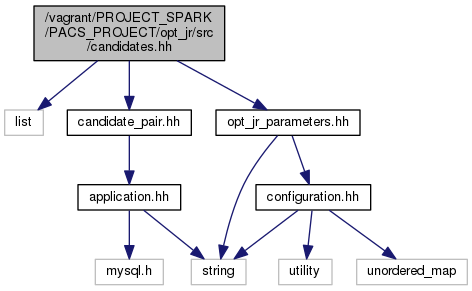 /vagrant/PROJECT_SPARK
/PACS_PROJECT/opt_jr/src
/candidates.hh
list
candidate_pair.hh
opt_jr_parameters.hh
application.hh
configuration.hh
mysql.h
string
utility
unordered_map